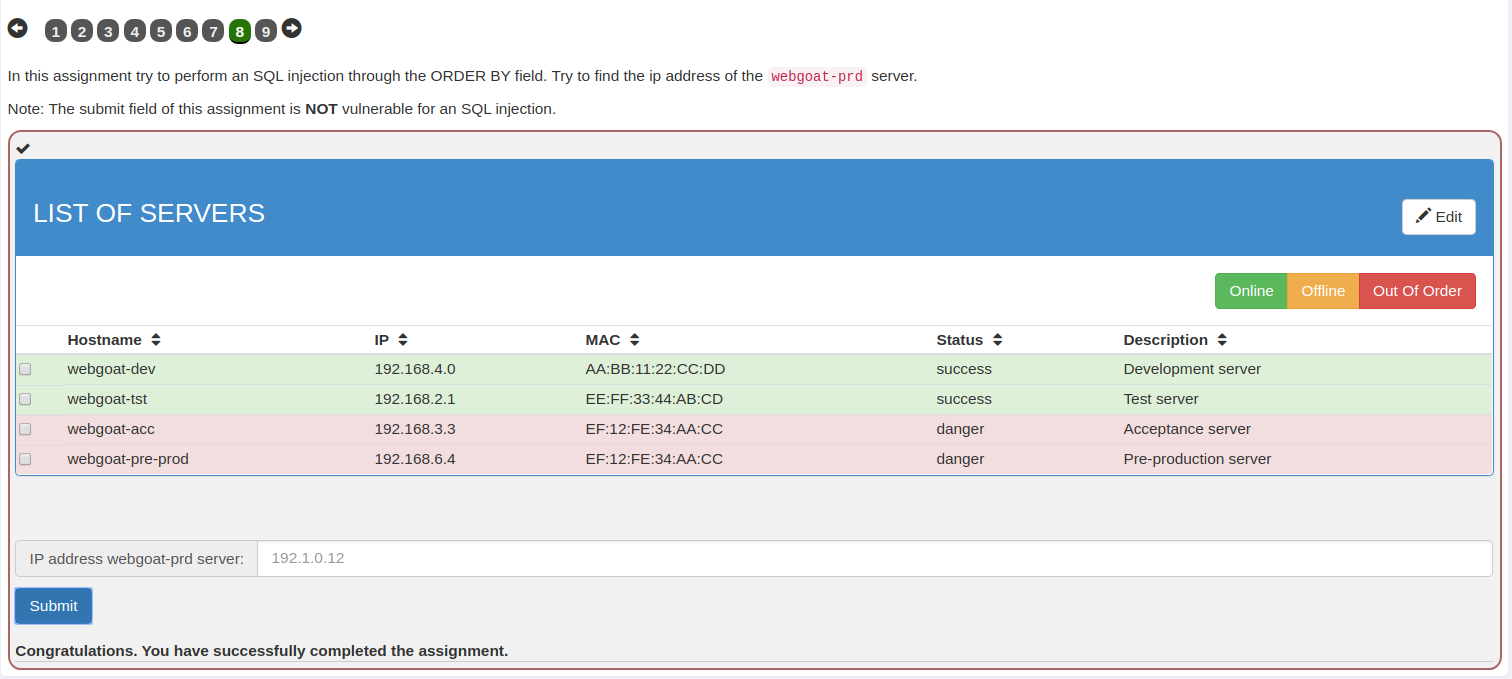 1 2 3 4 5 6 7 8 9
In this assignment try to perform an SQL injection through the ORDER BY field. Try to find the ip address of the webgoat-prd server.
Note: The submit field of this assignment is NOT vulnerable for an SQL injection.
LIST OF SERVERS
Edit
Online Offline Out Of Order
Hostname IP MAC Status Description
webgoat-dev 192.168.4.0 AA:BB:11:22:CC:DD success Development server
webgoat-tst 192.168.2.1 EE:FF:33:44:AB:CD success Test server
webgoat-acc 192.168.3.3 EF:12:FE:34:AA:CC danger Acceptance server
webgoat-pre-prod 192.168.6.4 EF:12:FE:34:AA:CC danger Pre-production server
IP address webgoat-prd server: 192.1.0.12
Submit
Congratulations. You have successfully completed the assignment.